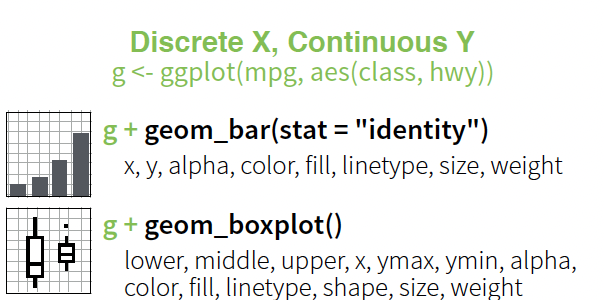 Discrete X, Continuous Y
g <- ggplot(mpg, aes(class, hwy))
g + geom_bar(stat = "identity")
x, y, alpha, color, fill, linetype, size, weight
g + geom_boxplot()
lower, middle, upper, x, ymax, ymin, alpha,
color, fill, linetype, shape, size, weight